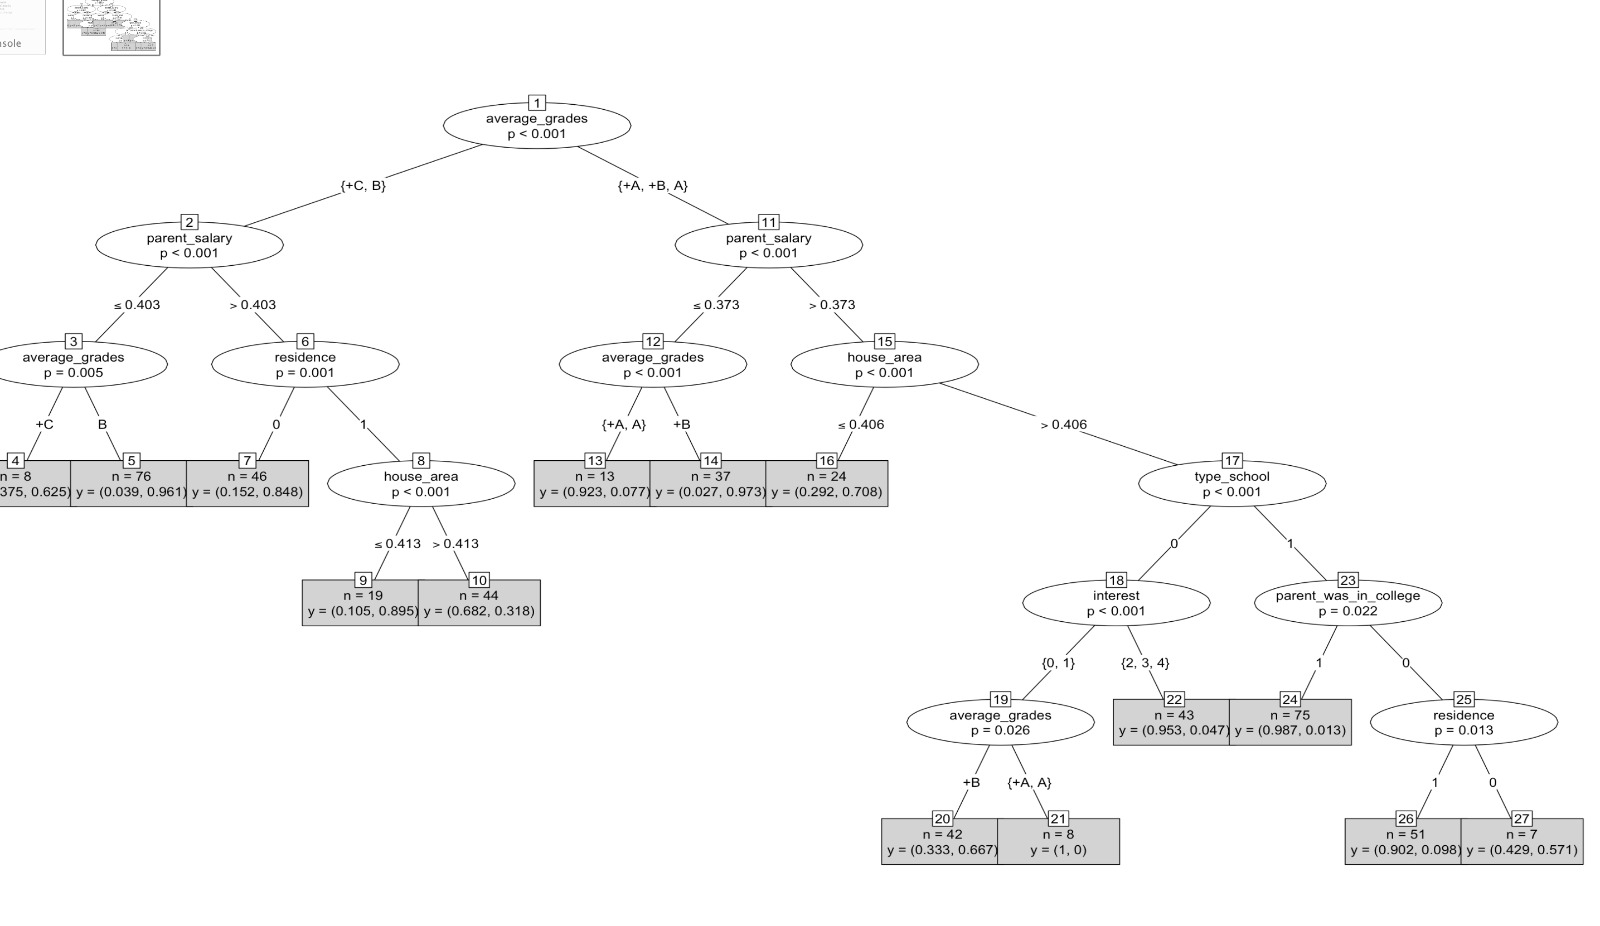 nsole
1
average_grades
p < 0.001
{+C, B}
{+A, +B, A}
2
parent_salary
p < 0.001
11
parent_salary
p < 0.001
≤ 0.403
> 0.403
≤ 0.373
> 0.373
3
average_grades
p = 0.005
6
residence
p = 0.001
12
average_grades
p < 0.001
15
house_area
p < 0.001
+C
B
0
1
{+A, A}
+B
≤ 0.406
> 0.406
4
n = 8
375, 0.625)
5
n = 76
y = (0.039, 0.961)
7
n = 46
y = (0.152, 0.848)
8
house_area
p < 0.001
13
n = 13
y = (0.923, 0.077)
14
n = 37
y = (0.027, 0.973)
16
n = 24
y = (0.292, 0.708)
17
type_school
p < 0.001
≤ 0.413
> 0.413
0
1
9
n = 19
y = (0.105, 0.895)
10
n = 44
y = (0.682, 0.318)
18
interest
p < 0.001
23
parent_was_in_college
p = 0.022
{0, 1}
{2, 3, 4}
1
0
19
average_grades
p = 0.026
22
n = 43
y = (0.953, 0.047)
24
n = 75
y = (0.987, 0.013)
25
residence
p = 0.013
+B
{+A, A}
1
0
20
n = 42
y = (0.333, 0.667)
21
n = 8
y = (1, 0)
26
n = 51
y = (0.902, 0.098)
27
n = 7
y = (0.429, 0.571)